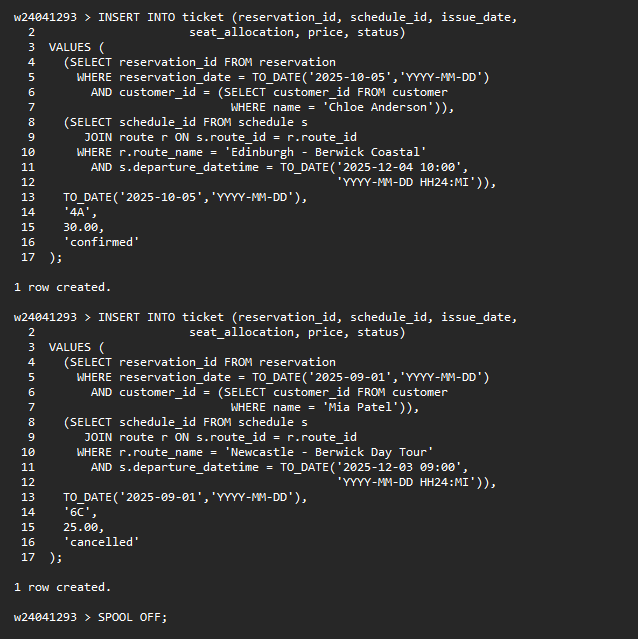 w24041293 > INSERT INTO ticket (reservation_id, schedule_id, issue_date,
  2                      seat_allocation, price, status)
  3  VALUES (
  4    (SELECT reservation_id FROM reservation
  5      WHERE reservation_date = TO_DATE('2025-10-05','YYYY-MM-DD')
  6        AND customer_id = (SELECT customer_id FROM customer
  7                            WHERE name = 'Chloe Anderson')),
  8    (SELECT schedule_id FROM schedule s
  9       JOIN route r ON s.route_id = r.route_id
 10      WHERE r.route_name = 'Edinburgh - Berwick Coastal'
 11        AND s.departure_datetime = TO_DATE('2025-12-04 10:00',
 12                                           'YYYY-MM-DD HH24:MI')),
 13    TO_DATE('2025-10-05','YYYY-MM-DD'),
 14    '4A',
 15    30.00,
 16    'confirmed'
 17  );
1 row created.
w24041293 > INSERT INTO ticket (reservation_id, schedule_id, issue_date,
  2                      seat_allocation, price, status)
  3  VALUES (
  4    (SELECT reservation_id FROM reservation
  5      WHERE reservation_date = TO_DATE('2025-09-01','YYYY-MM-DD')
  6        AND customer_id = (SELECT customer_id FROM customer
  7                            WHERE name = 'Mia Patel')),
  8    (SELECT schedule_id FROM schedule s
  9       JOIN route r ON s.route_id = r.route_id
 10      WHERE r.route_name = 'Newcastle - Berwick Day Tour'
 11        AND s.departure_datetime = TO_DATE('2025-12-03 09:00',
 12                                           'YYYY-MM-DD HH24:MI')),
 13    TO_DATE('2025-09-01','YYYY-MM-DD'),
 14    '6C',
 15    25.00,
 16    'cancelled'
 17  );
1 row created.
w24041293 > SPOOL OFF;